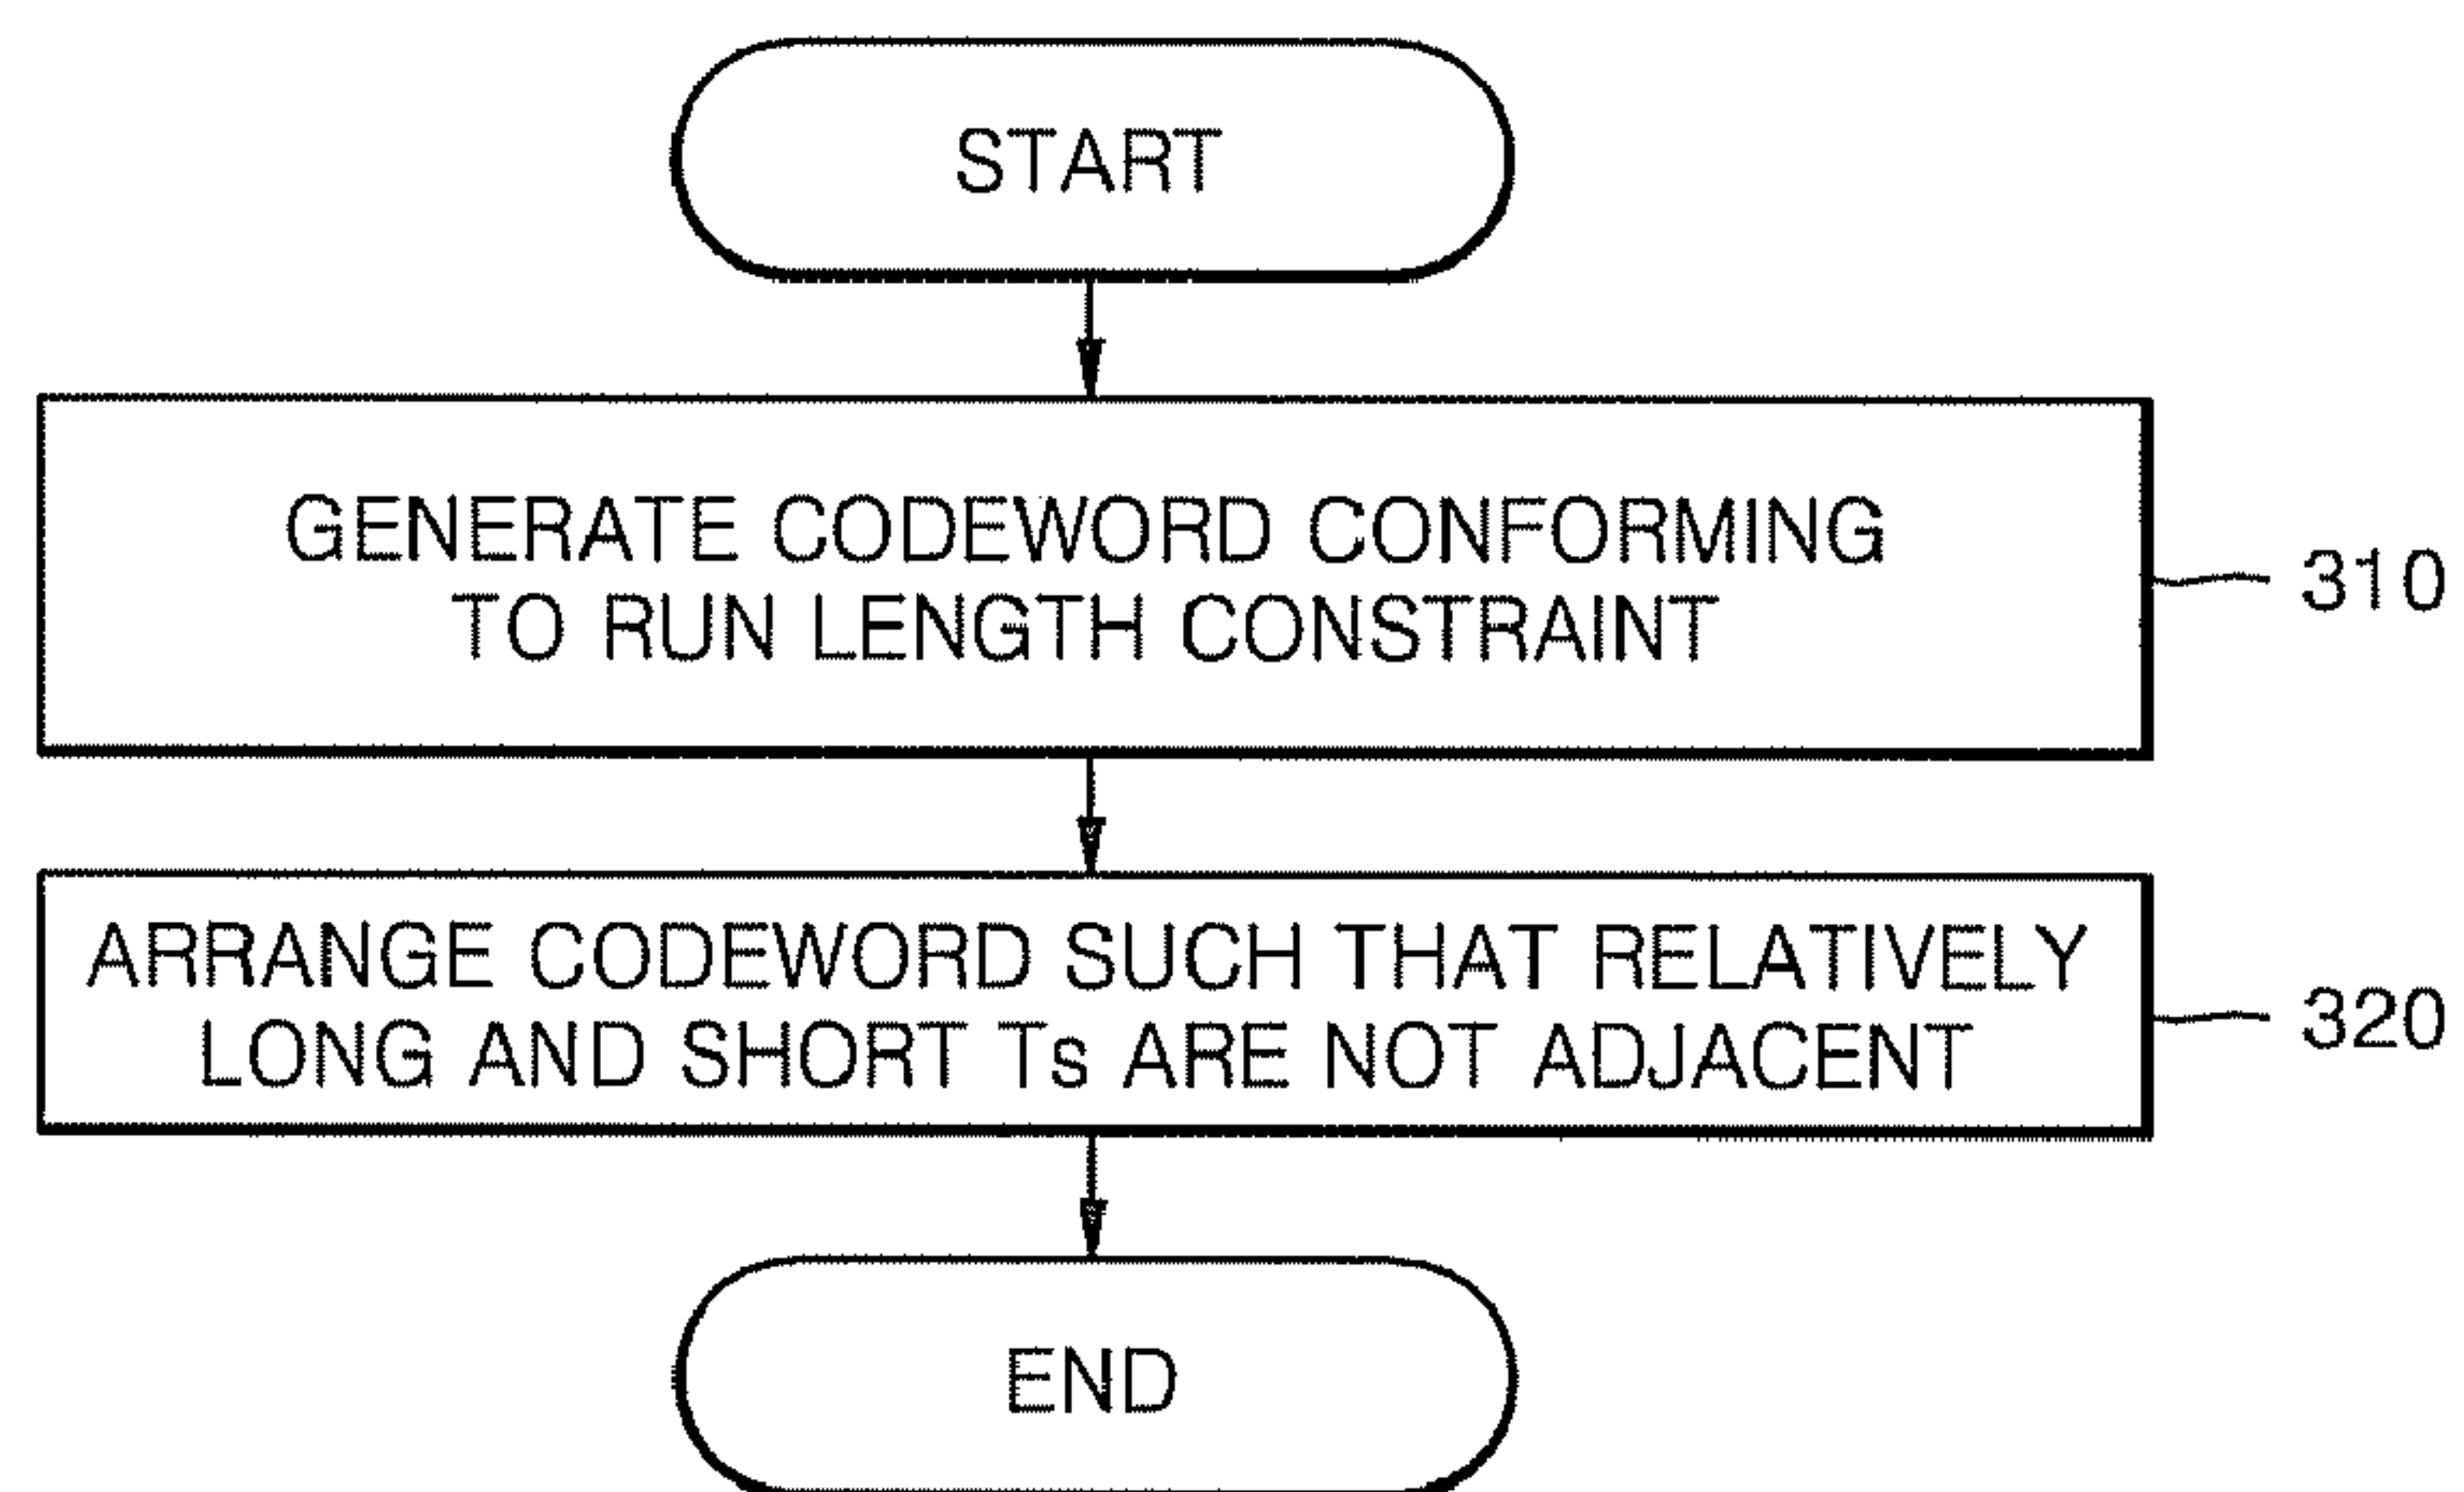 START
GENERATE CODEWORD CONFORMING
TO RUN LENGTH CONSTRAINT
310
ARRANGE CODEWORD SUCH THAT RELATIVELY
LONG AND SHORT Ts ARE NOT ADJACENT
320
END